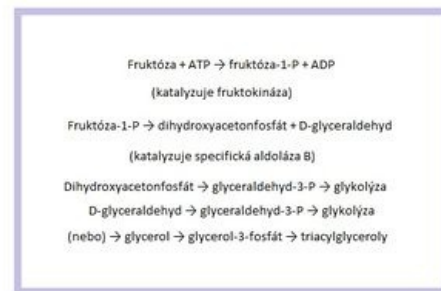 Fruktóza + ATP → fruktóza-1-P + ADP
(katalyzuje fruktokináza)
Fruktóza-1-P → dihydroxyacetonfosfát + D-glyceraldehyd
(katalyzuje specifická aldoláza B)
Dihydroxyacetonfosfát → glyceraldehyd-3-P → glykolýza
D-glyceraldehyd → glyceraldehyd-3-P → glykolýza
(nebo) → glycerol → glycerol-3-fosfát → triacylglyceroly